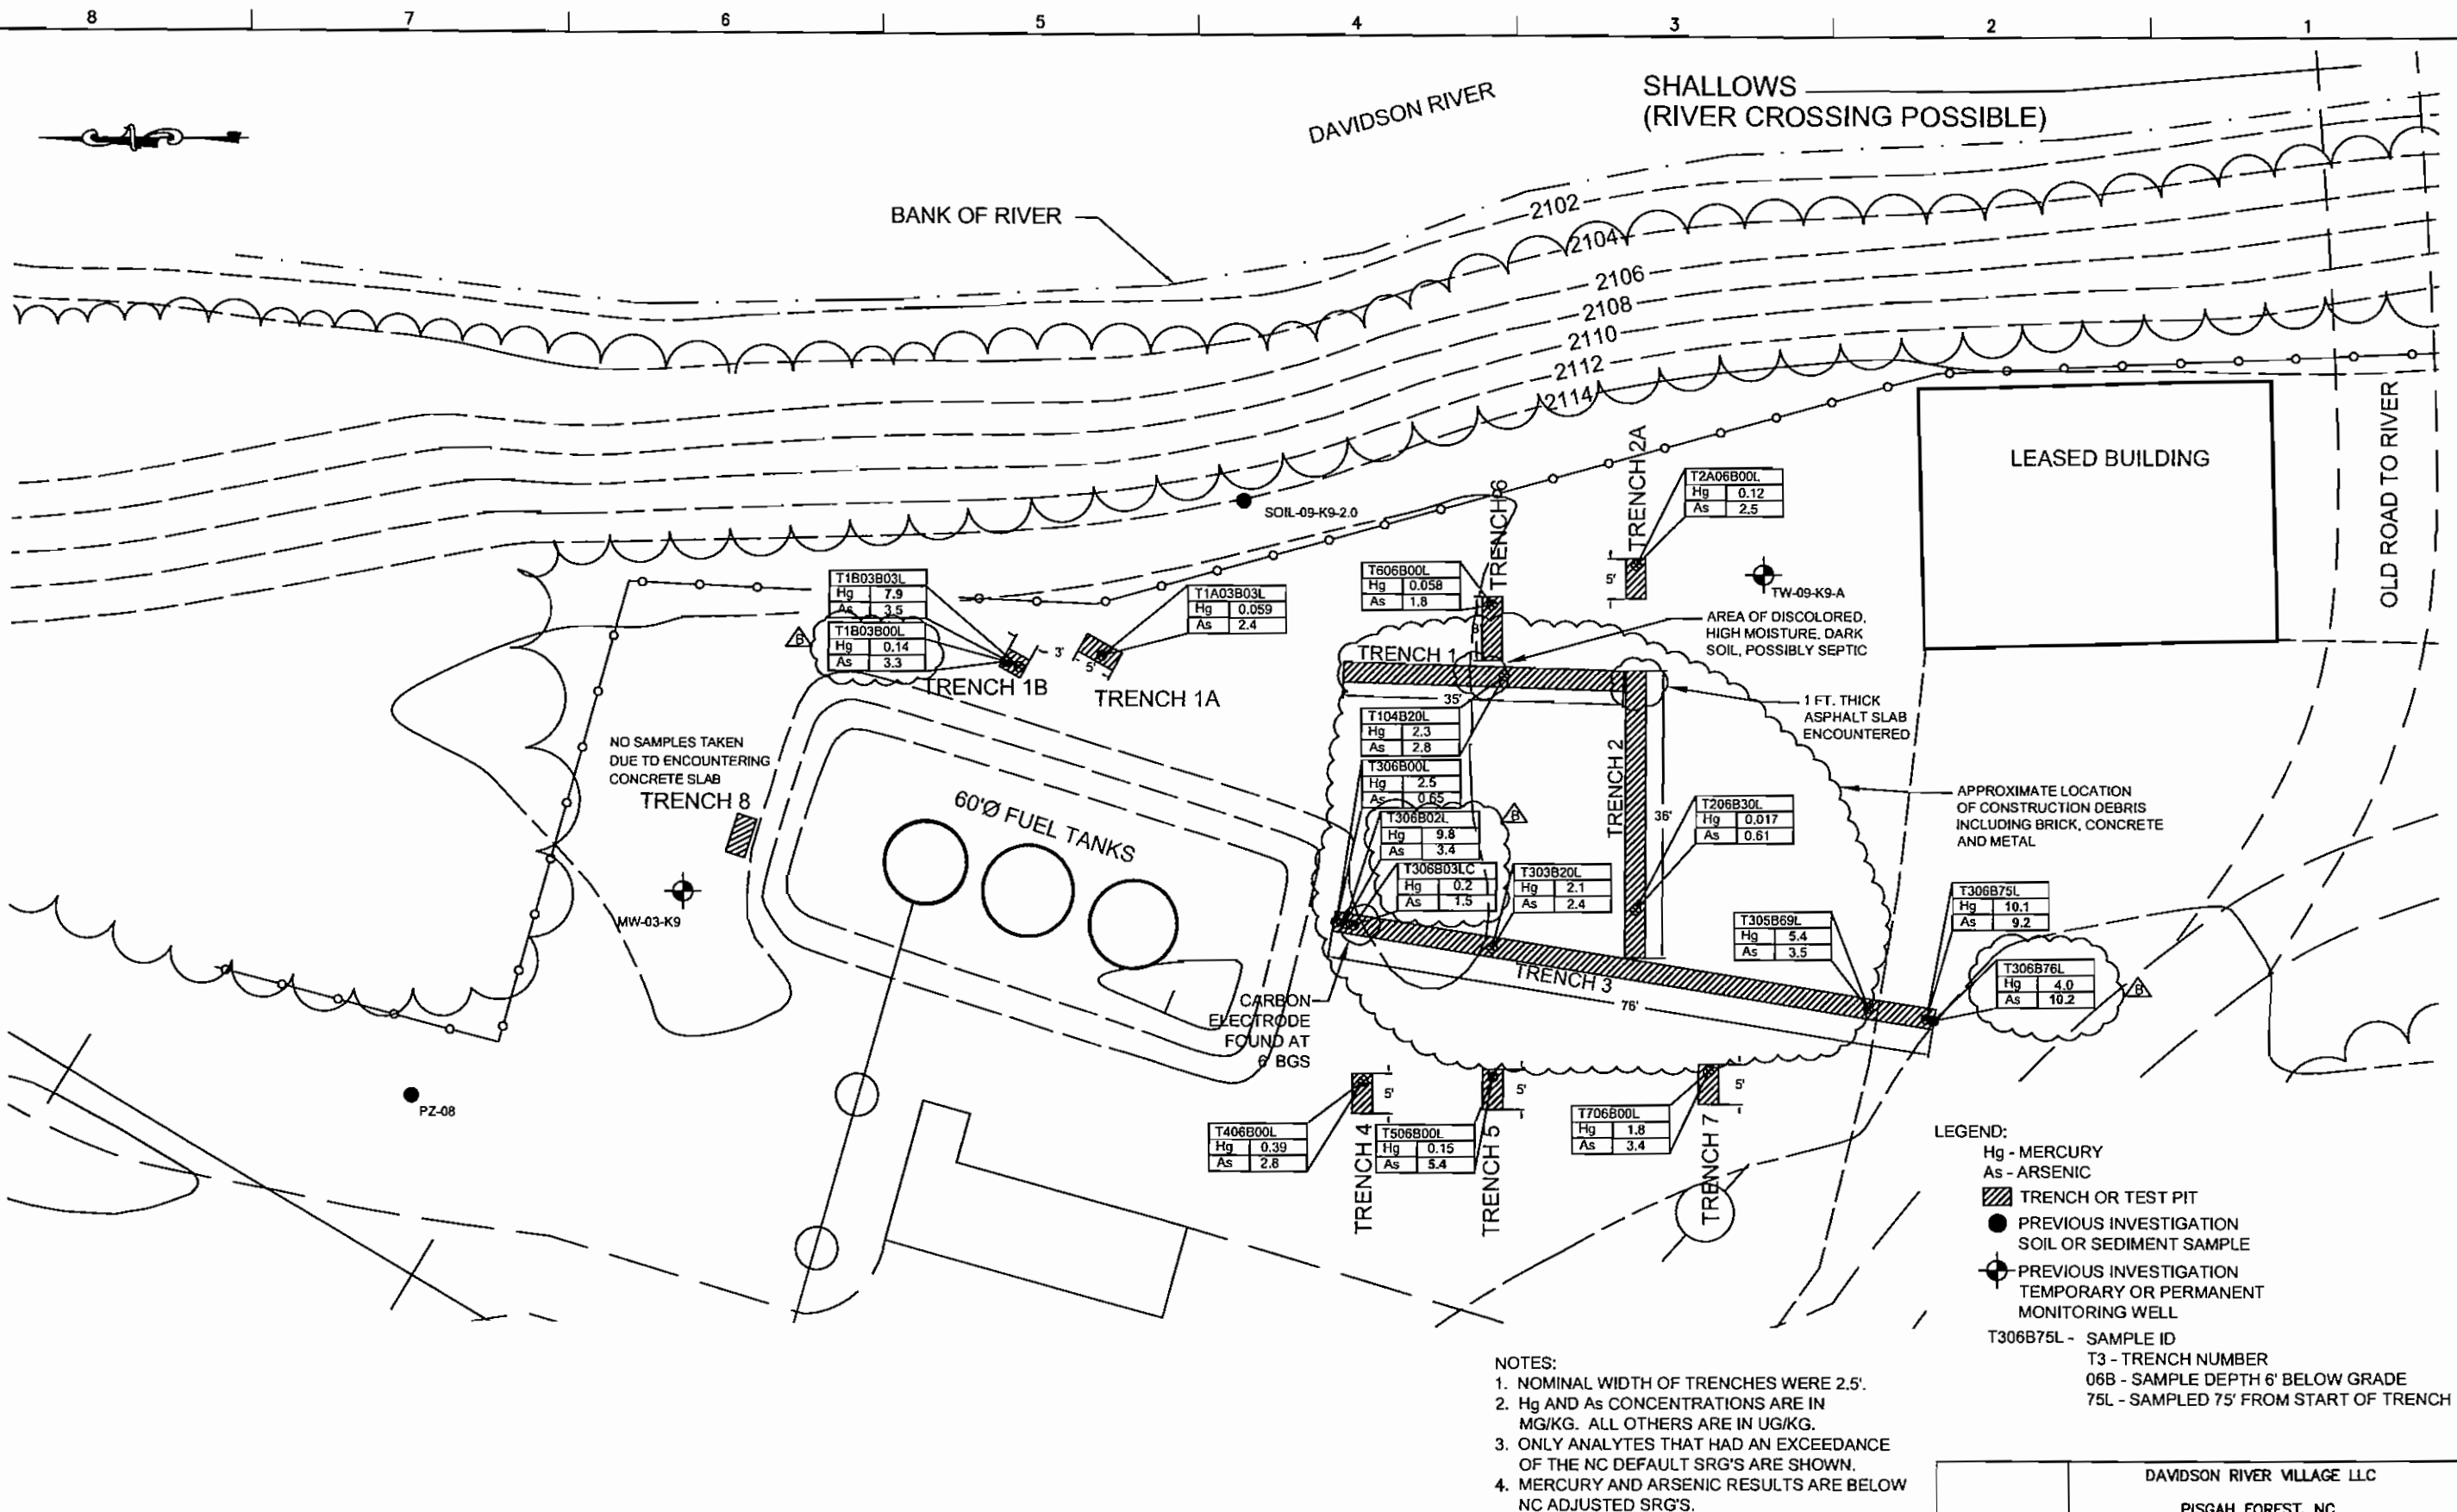 8 7 6 5 4 3 2 1
DAVIDSON RIVER
SHALLOWS
(RIVER CROSSING POSSIBLE)
BANK OF RIVER
2102
2104
2106
2108
2110
2112
2114
LEASED BUILDING
OLD ROAD TO RIVER
SOIL-09-K9-2.0
TRENCH 6
TRENCH 2A
T2A06B00L
Hg 0.12
As 2.5
5'
TW-09-K9-A
T606B00L
Hg 0.058
As 1.8
8'
T1B03B03L
Hg 7.9
As 3.5
T1B03B00L
Hg 0.14
As 3.3
B
3'
TRENCH 1B
T1A03B03L
Hg 0.059
As 2.4
5'
TRENCH 1A
AREA OF DISCOLORED,
HIGH MOISTURE, DARK
SOIL, POSSIBLY SEPTIC
TRENCH 1
35'
1 FT. THICK
ASPHALT SLAB
ENCOUNTERED
T104B20L
Hg 2.3
As 2.8
T306B00L
Hg 2.5
As 0.65
T306B02L
Hg 9.8
As 3.4
B
T306B03LC
Hg 0.2
As 1.5
T303B20L
Hg 2.1
As 2.4
TRENCH 2
36'
T206B30L
Hg 0.017
As 0.61
APPROXIMATE LOCATION
OF CONSTRUCTION DEBRIS
INCLUDING BRICK, CONCRETE
AND METAL
NO SAMPLES TAKEN
DUE TO ENCOUNTERING
CONCRETE SLAB
TRENCH 8
60'Ø FUEL TANKS
MW-03-K9
T305B69L
Hg 5.4
As 3.5
T306B75L
Hg 10.1
As 9.2
T306B76L
Hg 4.0
As 10.2
B
TRENCH 3
76'
CARBON
ELECTRODE
FOUND AT
6' BGS
PZ-08
T406B00L
Hg 0.39
As 2.8
5'
TRENCH 4
T506B00L
Hg 0.15
As 5.4
5'
TRENCH 5
T706B00L
Hg 1.8
As 3.4
5'
TRENCH 7
LEGEND:
Hg - MERCURY
As - ARSENIC
TRENCH OR TEST PIT
PREVIOUS INVESTIGATION
SOIL OR SEDIMENT SAMPLE
PREVIOUS INVESTIGATION
TEMPORARY OR PERMANENT
MONITORING WELL
T306B75L - SAMPLE ID
T3 - TRENCH NUMBER
06B - SAMPLE DEPTH 6' BELOW GRADE
75L - SAMPLED 75' FROM START OF TRENCH
NOTES:
1. NOMINAL WIDTH OF TRENCHES WERE 2.5'.
2. Hg AND As CONCENTRATIONS ARE IN
MG/KG. ALL OTHERS ARE IN UG/KG.
3. ONLY ANALYTES THAT HAD AN EXCEEDANCE
OF THE NC DEFAULT SRG'S ARE SHOWN.
4. MERCURY AND ARSENIC RESULTS ARE BELOW
NC ADJUSTED SRG'S.
DAVIDSON RIVER VILLAGE LLC
PISGAH FOREST, NC